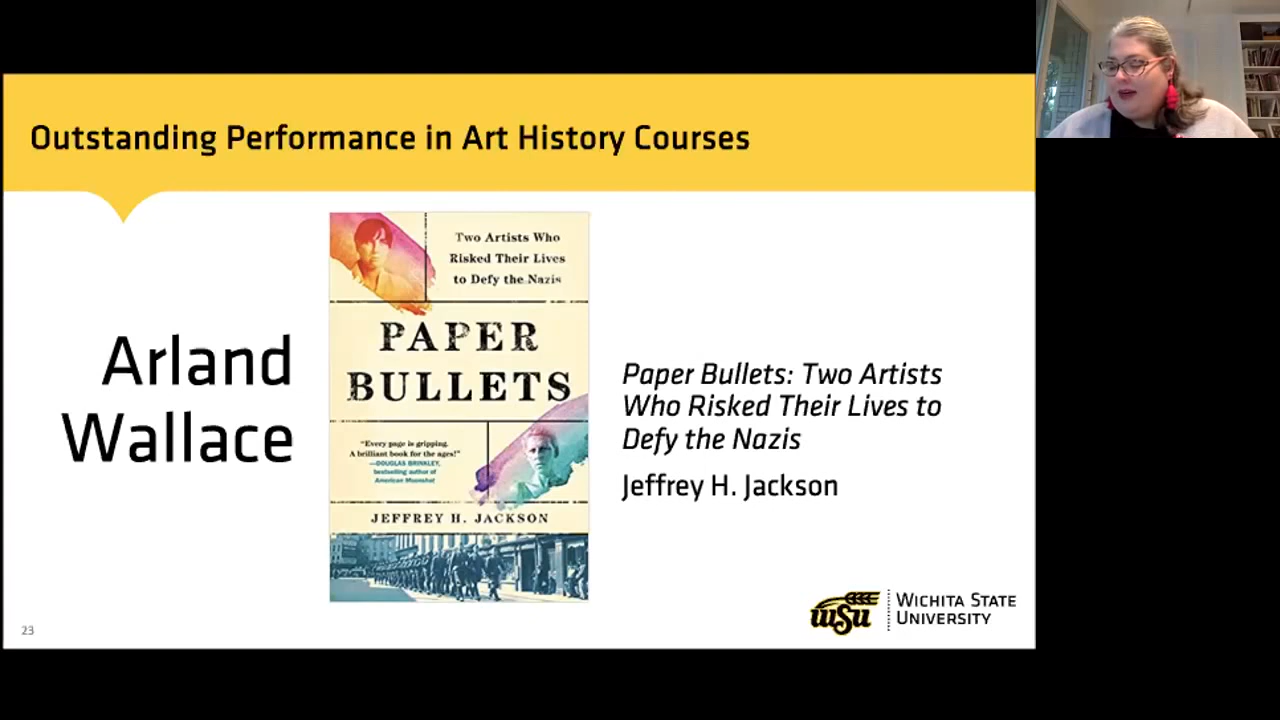 Outstanding Performance in Art History Courses
Arland
Wallace
Two Artists Who
Risked Their Lives
to Defy the Nazis
PAPER
BULLETS
"Every page is gripping.
A brilliant book for the ages!"
—DOUGLAS BRINKLEY,
bestselling author of
American Moonshot
JEFFREY H. JACKSON
Paper Bullets: Two Artists
Who Risked Their Lives to
Defy the Nazis
Jeffrey H. Jackson
23
wsu
WICHITA STATE
UNIVERSITY